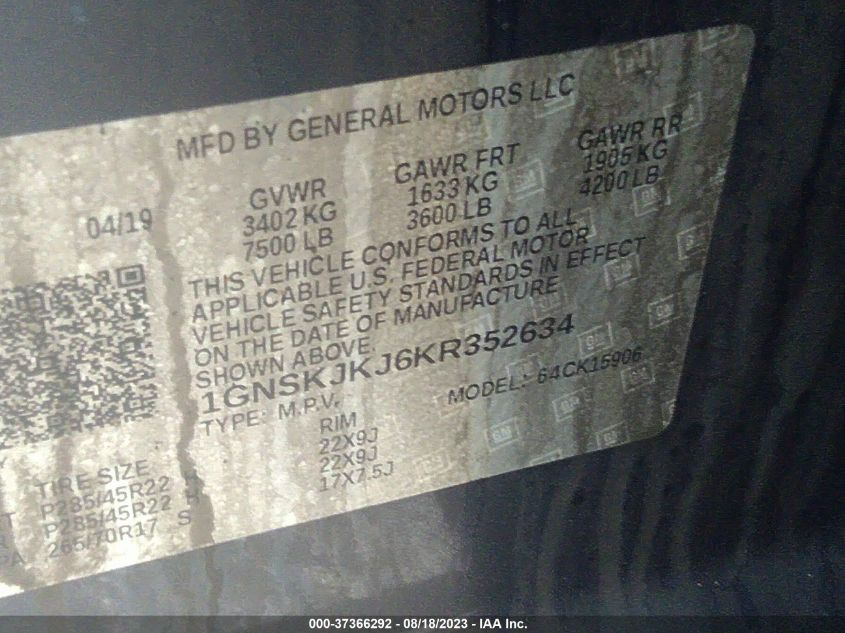 MFD BY GENERAL MOTORS LLC
04/19
GVWR GAWR FRT GAWR RR
3402 KG 1633 KG 1905 KG
7500 LB 3600 LB 4200 LB
THIS VEHICLE CONFORMS TO ALL
APPLICABLE U.S. FEDERAL MOTOR
VEHICLE SAFETY STANDARDS IN EFFECT
ON THE DATE OF MANUFACTURE
SHOWN ABOVE.
1GNSKJKJ6KR352634
TYPE: M.P.V. MODEL: 64CK15906
TIRE SIZE RIM
P285/45R22 H 22X9J
P285/45R22 H 22X9J
265/70R17 S 17X7.5J
000-37366292 - 08/18/2023 - IAA Inc.